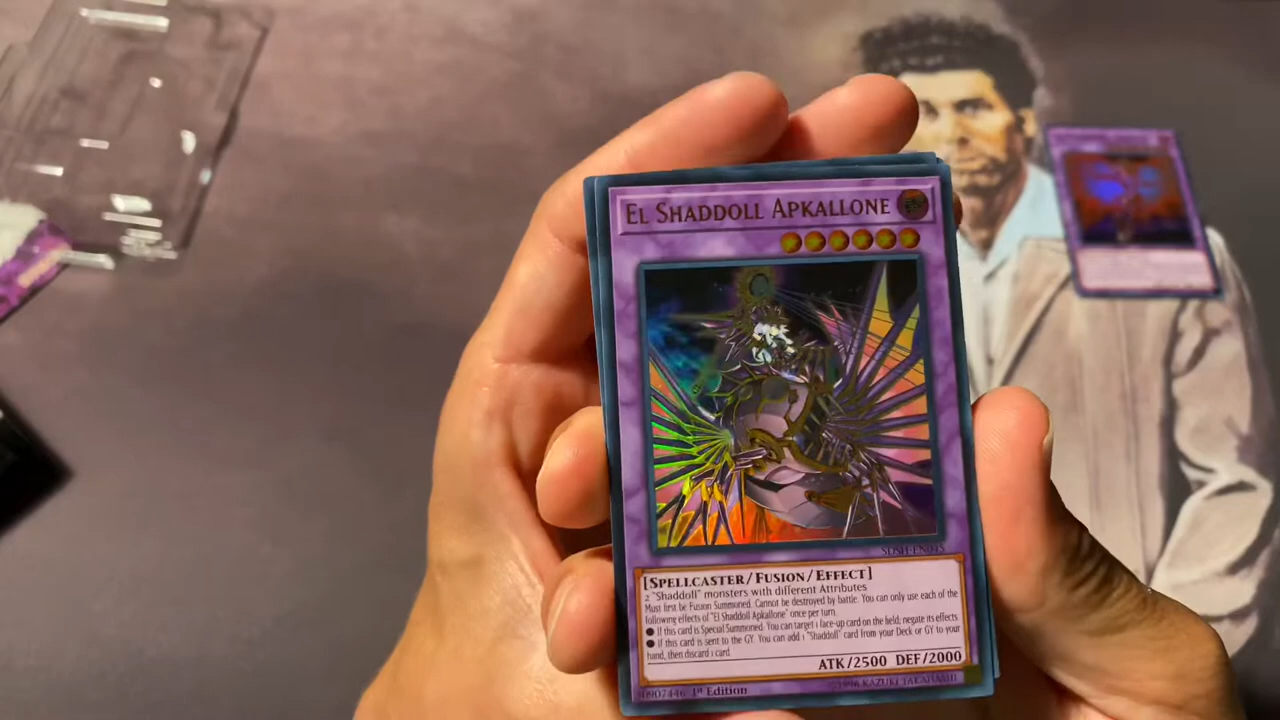 EL SHADDOLL APKALLONE
SDSH-EN045
[SPELLCASTER/FUSION/EFFECT]
2 "Shaddoll" monsters with different Attributes
Must first be Fusion Summoned. Cannot be destroyed by battle. You can only use each of the
following effects of "El Shaddoll Apkallone" once per turn.
● If this card is Special Summoned: You can target 1 face-up card on the field; negate its effects
● If this card is sent to the GY: You can add 1 "Shaddoll" card from your Deck or GY to your
hand, then discard 1 card.
ATK/2500 DEF/2000
1st Edition
©1996 KAZUKI TAKAHASHI